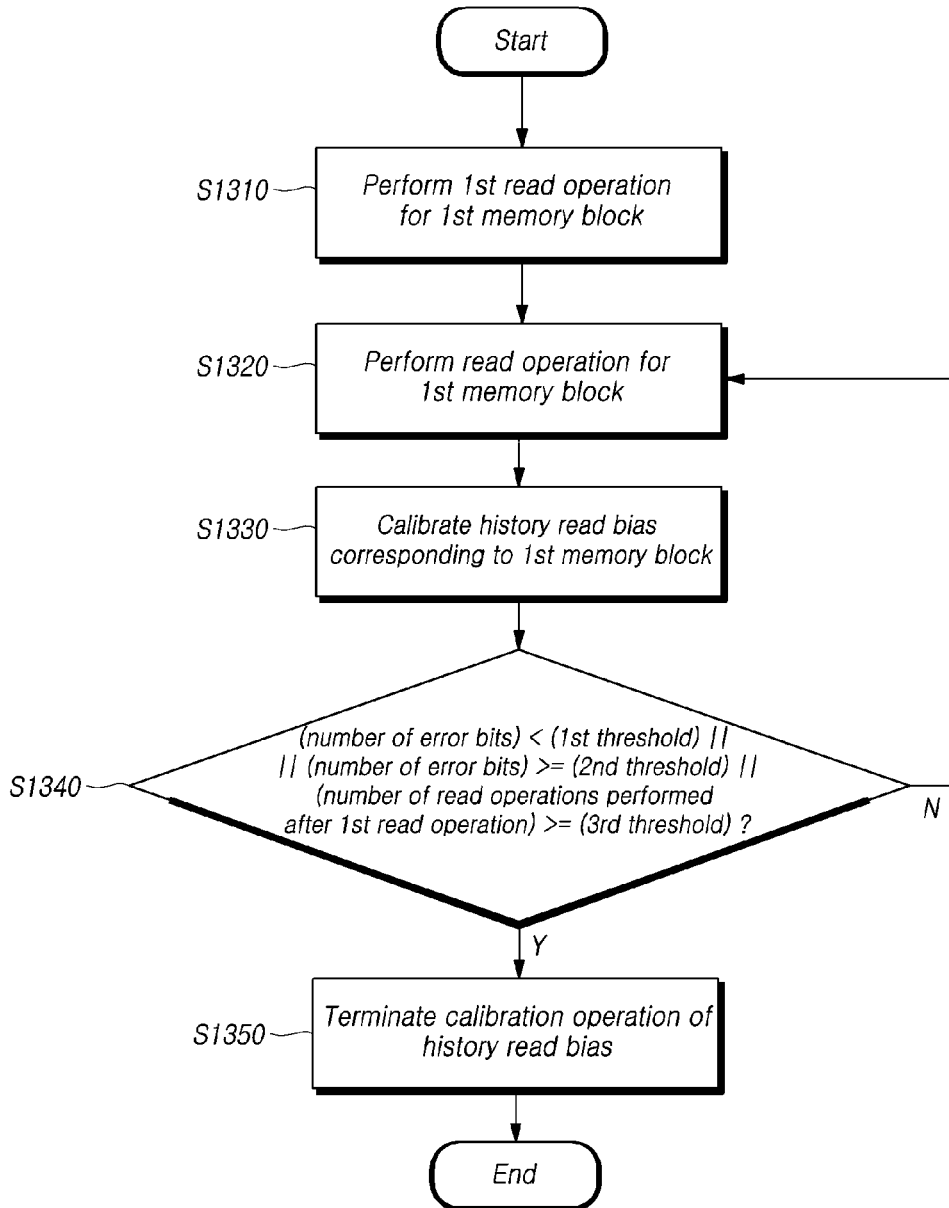 Start
S1310
Perform 1st read operation
for 1st memory block
S1320
Perform read operation for
1st memory block
S1330
Calibrate history read bias
corresponding to 1st memory block
S1340
(number of error bits) < (1st threshold) ||
|| (number of error bits) >= (2nd threshold) ||
(number of read operations performed
after 1st read operation) >= (3rd threshold) ?
N
Y
S1350
Terminate calibration operation of
history read bias
End